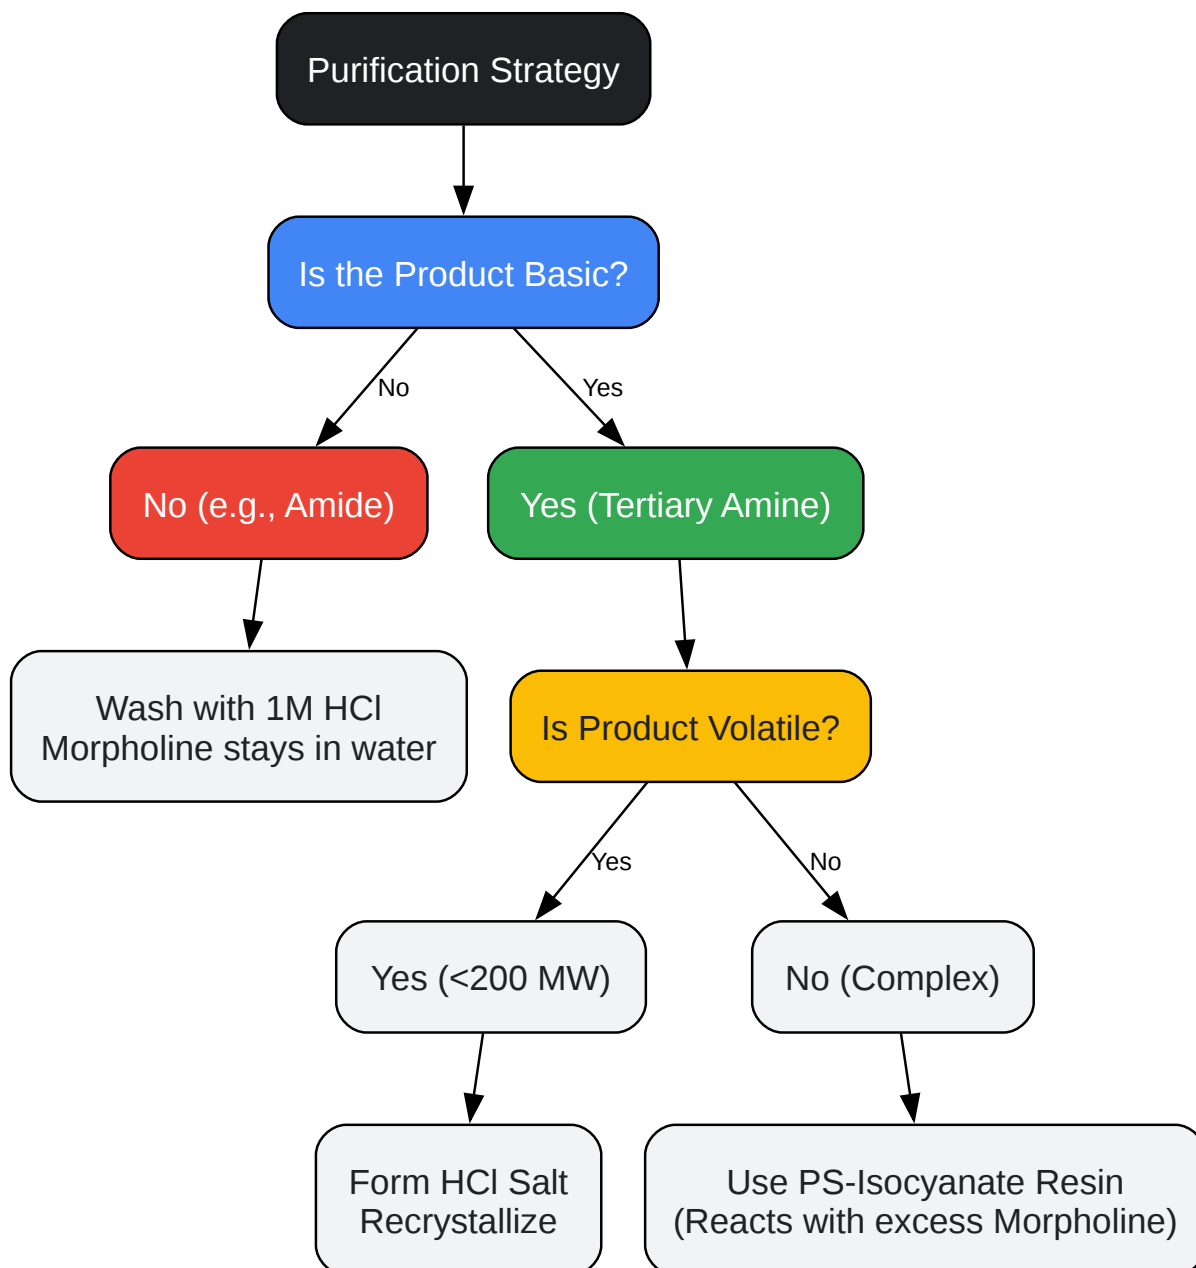 Purification Strategy
Is the Product Basic?
No
Yes
No (e.g., Amide)
Yes (Tertiary Amine)
Wash with 1M HCl
Morpholine stays in water
Is Product Volatile?
Yes
No
Yes (<200 MW)
No (Complex)
Form HCl Salt
Recrystallize
Use PS-Isocyanate Resin
(Reacts with excess Morpholine)